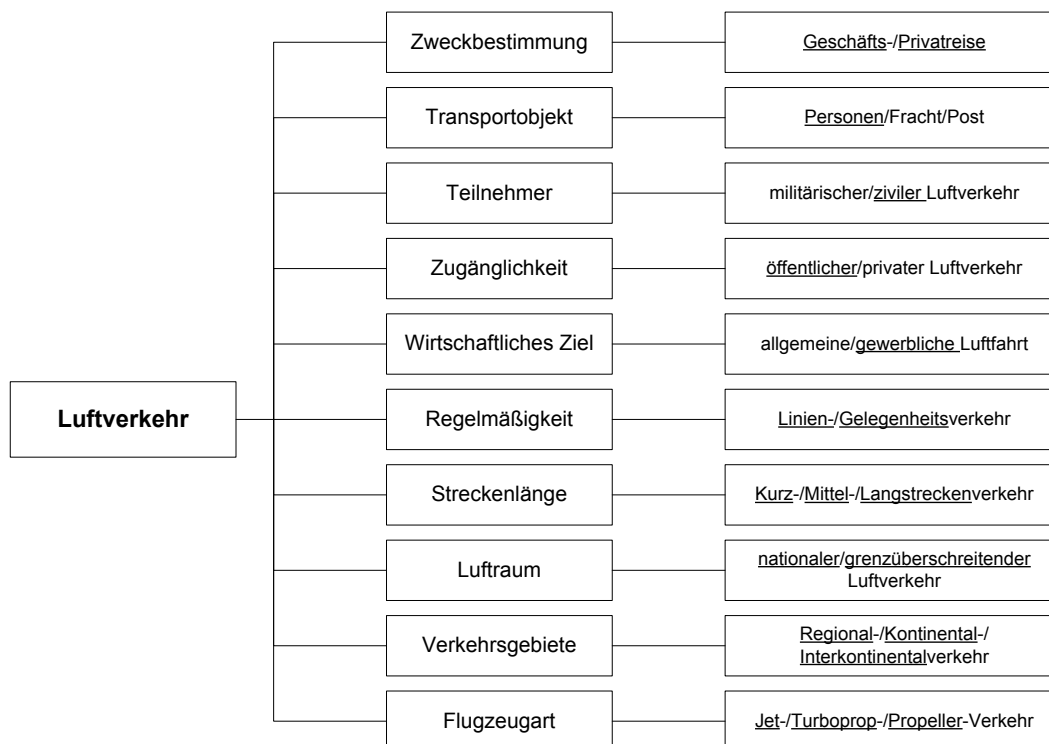 Zweckbestimmung
Geschäfts-/Privatreise
Transportobjekt
Personen/Fracht/Post
Teilnehmer
militärischer/ziviler Luftverkehr
Zugänglichkeit
öffentlicher/privater Luftverkehr
Wirtschaftliches Ziel
allgemeine/gewerbliche Luftfahrt
Luftverkehr
Regelmäßigkeit
Linien-/Gelegenheitsverkehr
Streckenlänge
Kurz-/Mittel-/Langstreckenverkehr
Luftraum
nationaler/grenzüberschreitender
Luftverkehr
Verkehrsgebiete
Regional-/Kontinental-/
Interkontinentalverkehr
Flugzeugart
Jet-/Turboprop-/Propeller-Verkehr